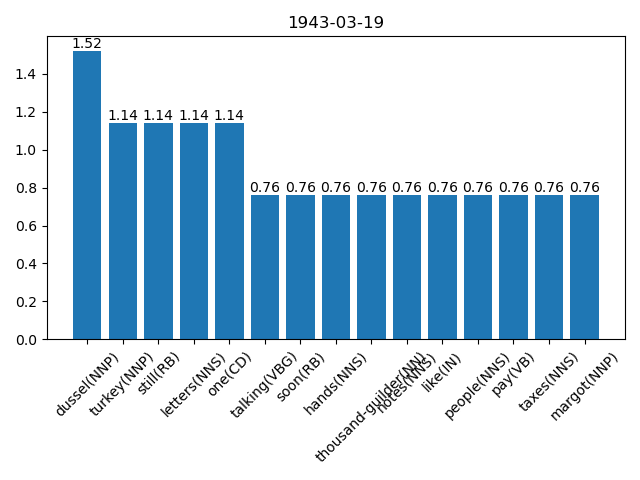 1943-03-19
1.52
1.14 1.14 1.14 1.14
0.76 0.76 0.76 0.76 0.76 0.76 0.76 0.76 0.76 0.76
1.4
1.2
1.0
0.8
0.6
0.4
0.2
0.0
dussel(NNP)
turkey(NNP)
still(RB)
letters(NNS)
one(CD)
talking(VBG)
soon(RB)
hands(NNS)
thousand-guilder(NN)
notes(NNS)
like(IN)
people(NNS)
pay(VB)
taxes(NNS)
margot(NNP)